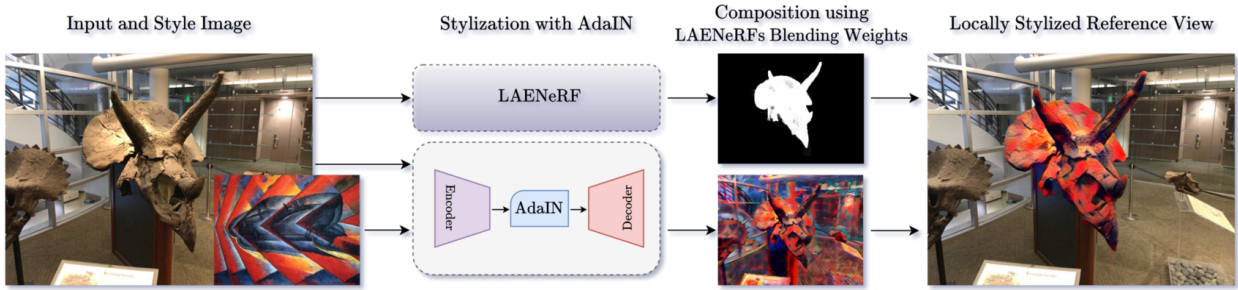 Input and Style Image
Stylization with AdaIN
Composition using
LAENeRFs Blending Weights
Locally Stylized Reference View
LAENeRF
Encoder
AdaIN
Decoder